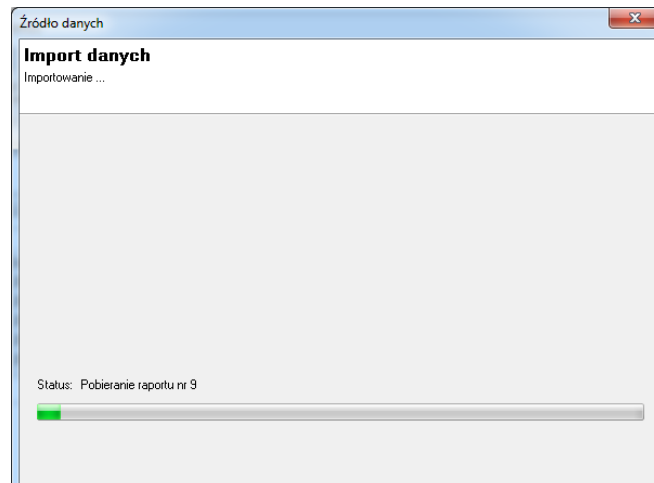 Źródło danych
Import danych
Importowanie ...
Status: Pobieranie raportu nr 9